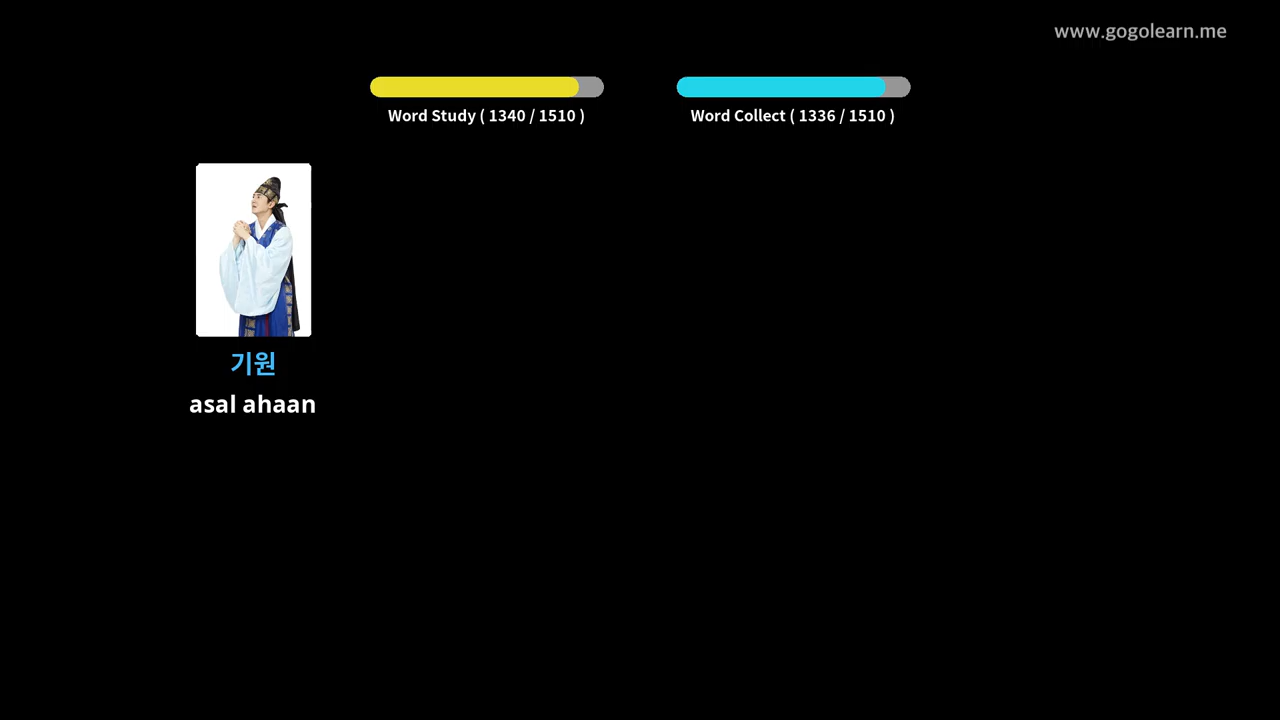 www.gogolearn.me
Word Study ( 1340 / 1510 )
Word Collect ( 1336 / 1510 )
기원
asal ahaan